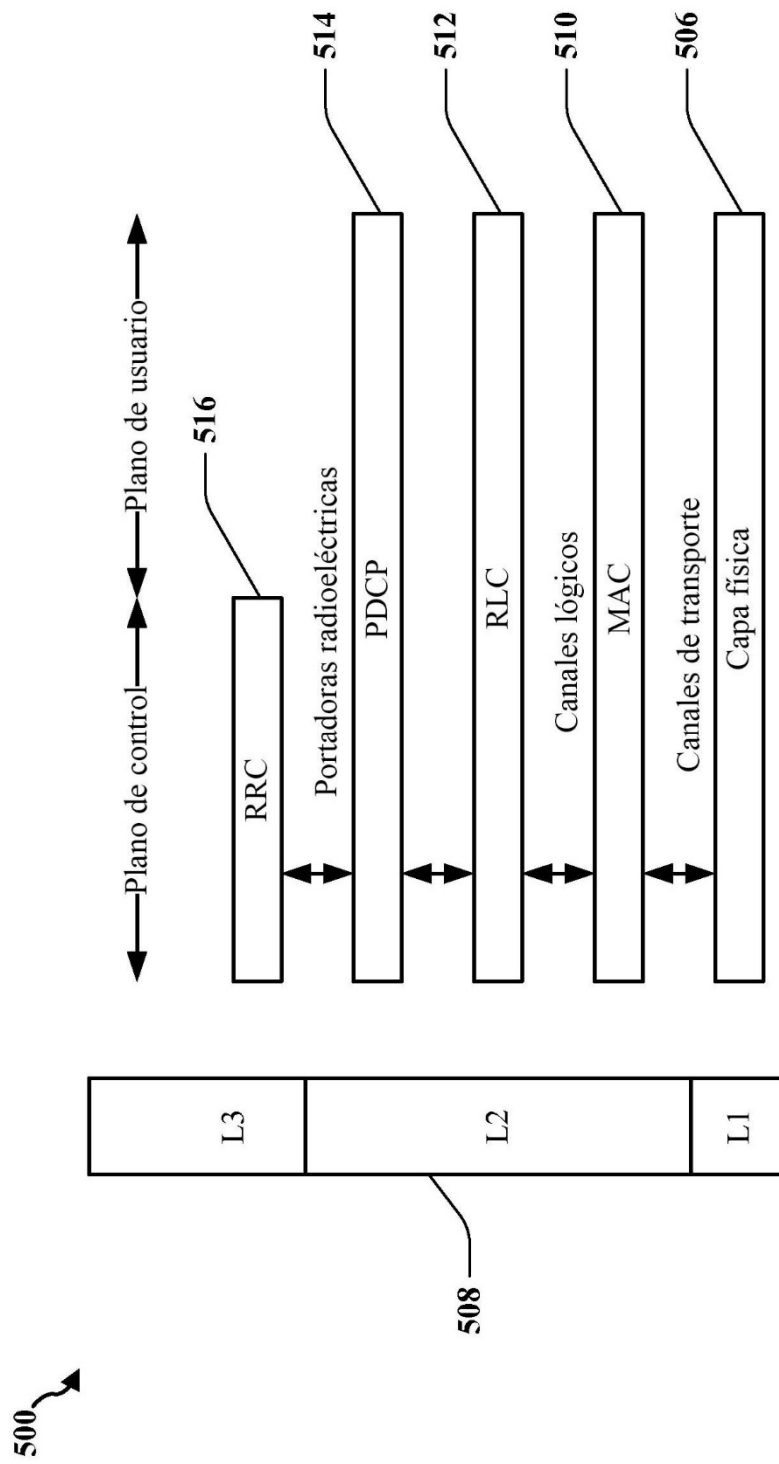 500
Plano de control
Plano de usuario
516
L3
RRC
Portadoras radioeléctricas
514
PDCP
508
L2
512
RLC
Canales lógicos
510
MAC
Canales de transporte
506
L1
Capa física